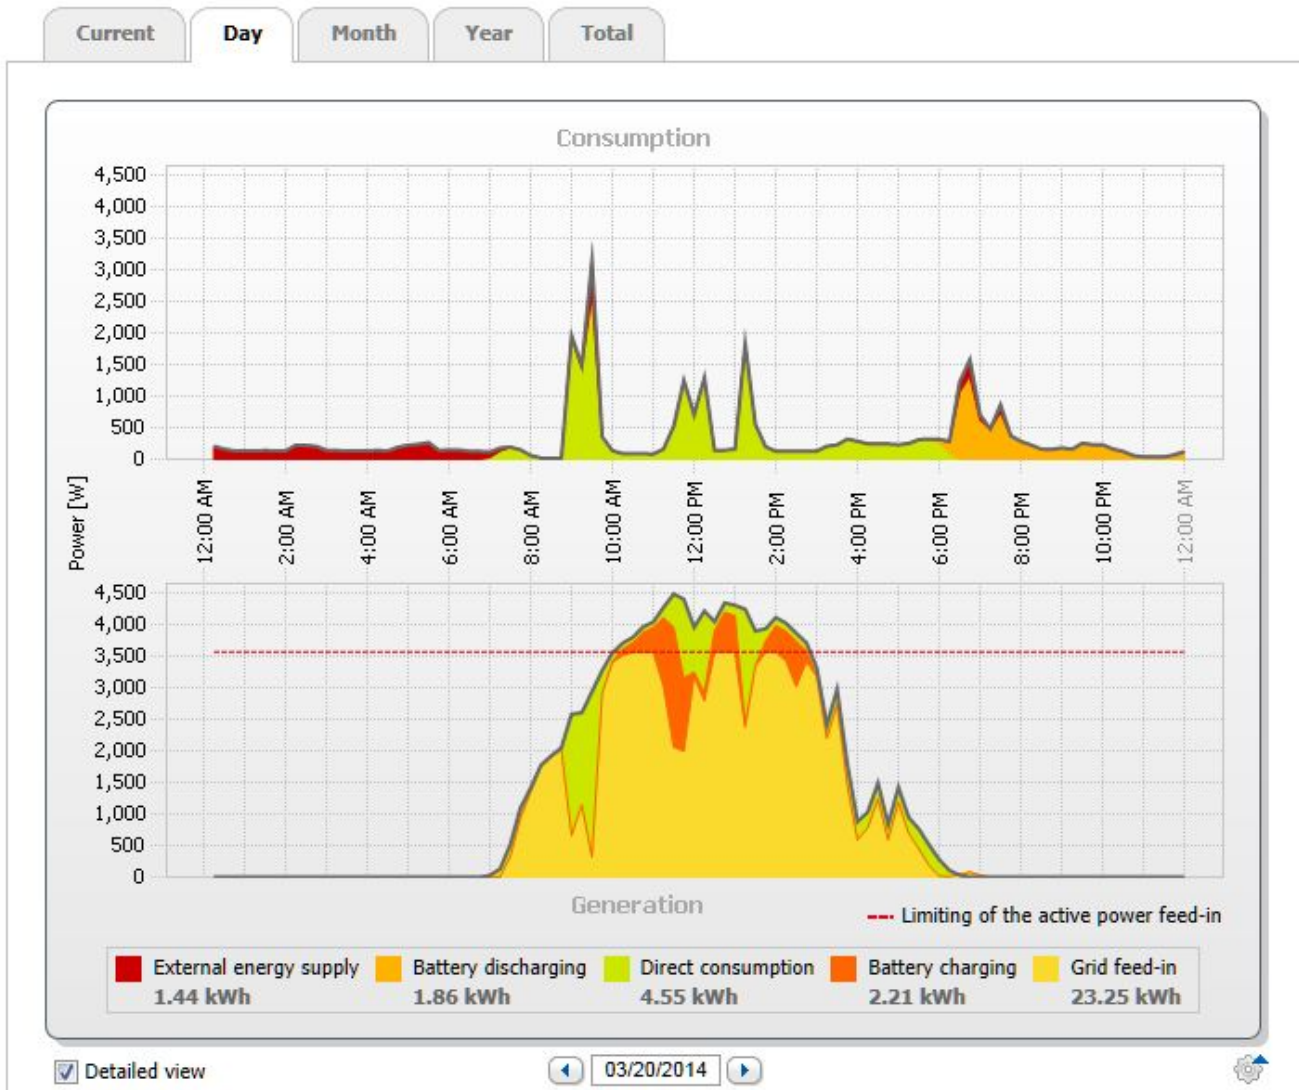 Current Day Month Year Total
Consumption
4,500
4,000
3,500
3,000
2,500
2,000
1,500
1,000
500
0
Power [W]
12:00 AM 2:00 AM 4:00 AM 6:00 AM 8:00 AM 10:00 AM 12:00 PM 2:00 PM 4:00 PM 6:00 PM 8:00 PM 10:00 PM 12:00 AM
4,500
4,000
3,500
3,000
2,500
2,000
1,500
1,000
500
0
Generation
Limiting of the active power feed-in
External energy supply Battery discharging Direct consumption Battery charging Grid feed-in
1.44 kWh 1.86 kWh 4.55 kWh 2.21 kWh 23.25 kWh
Detailed view 03/20/2014